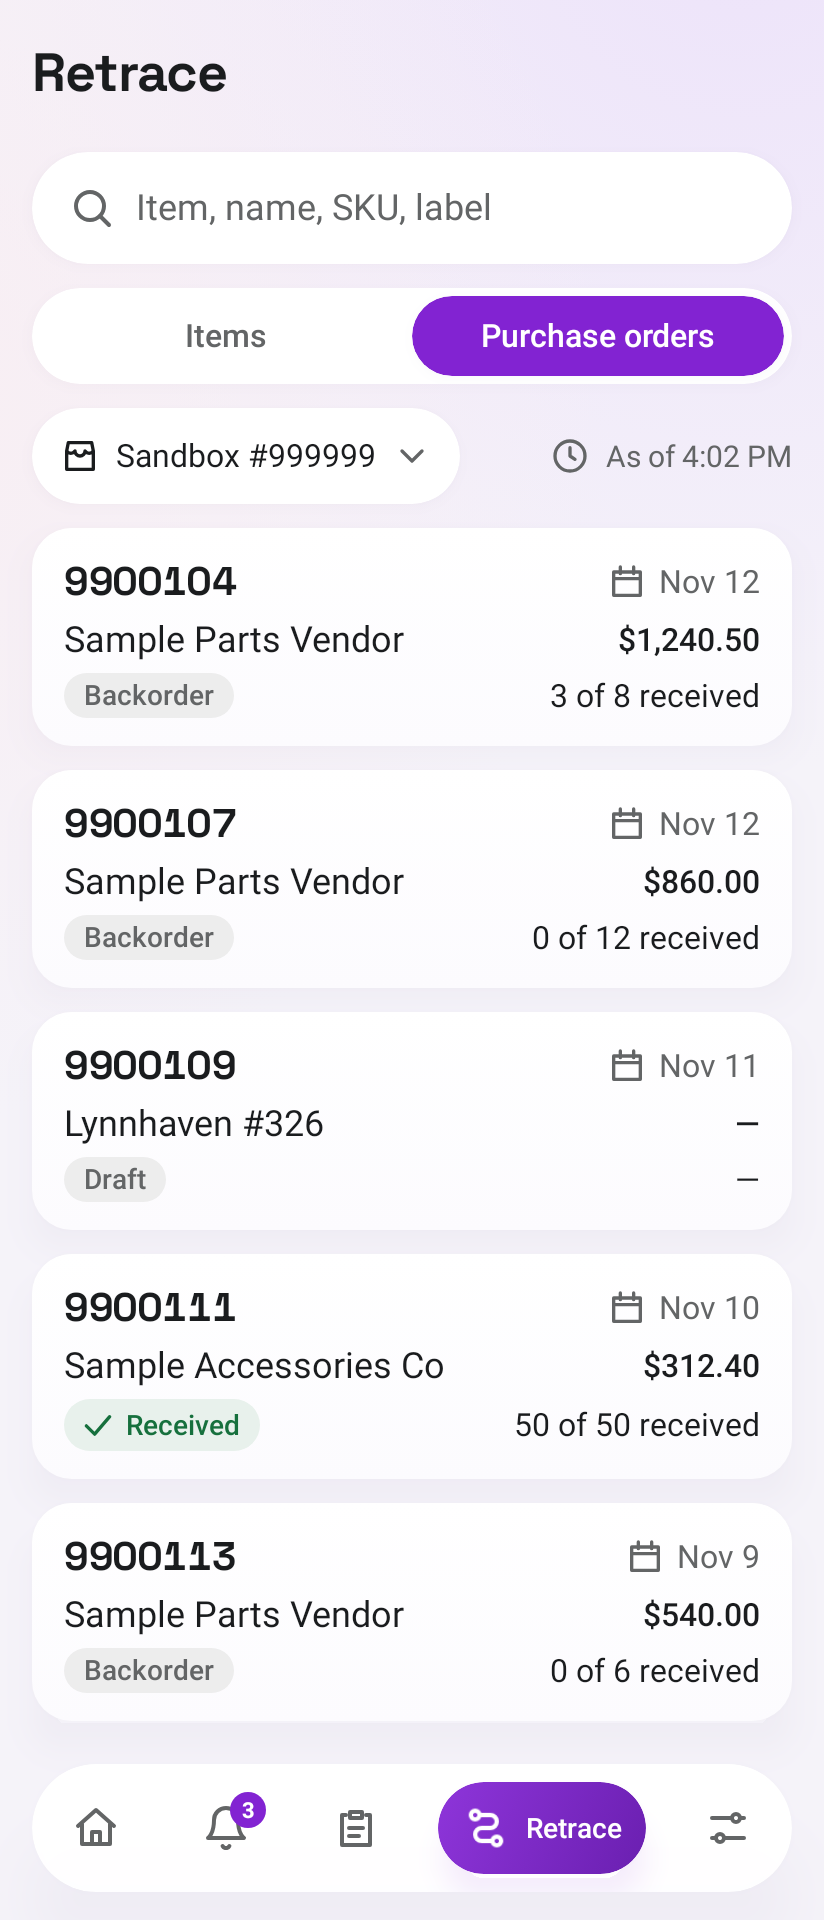 Retrace
Item, name, SKU, label
Items
Purchase orders
Sandbox #999999
As of 4:02 PM
9900104
Nov 12
Sample Parts Vendor
$1,240.50
Backorder
3 of 8 received
9900107
Nov 12
Sample Parts Vendor
$860.00
Backorder
0 of 12 received
9900109
Nov 11
Lynnhaven #326
–
Draft
–
9900111
Nov 10
Sample Accessories Co
$312.40
Received
50 of 50 received
9900113
Nov 9
Sample Parts Vendor
$540.00
Backorder
0 of 6 received
3
Retrace